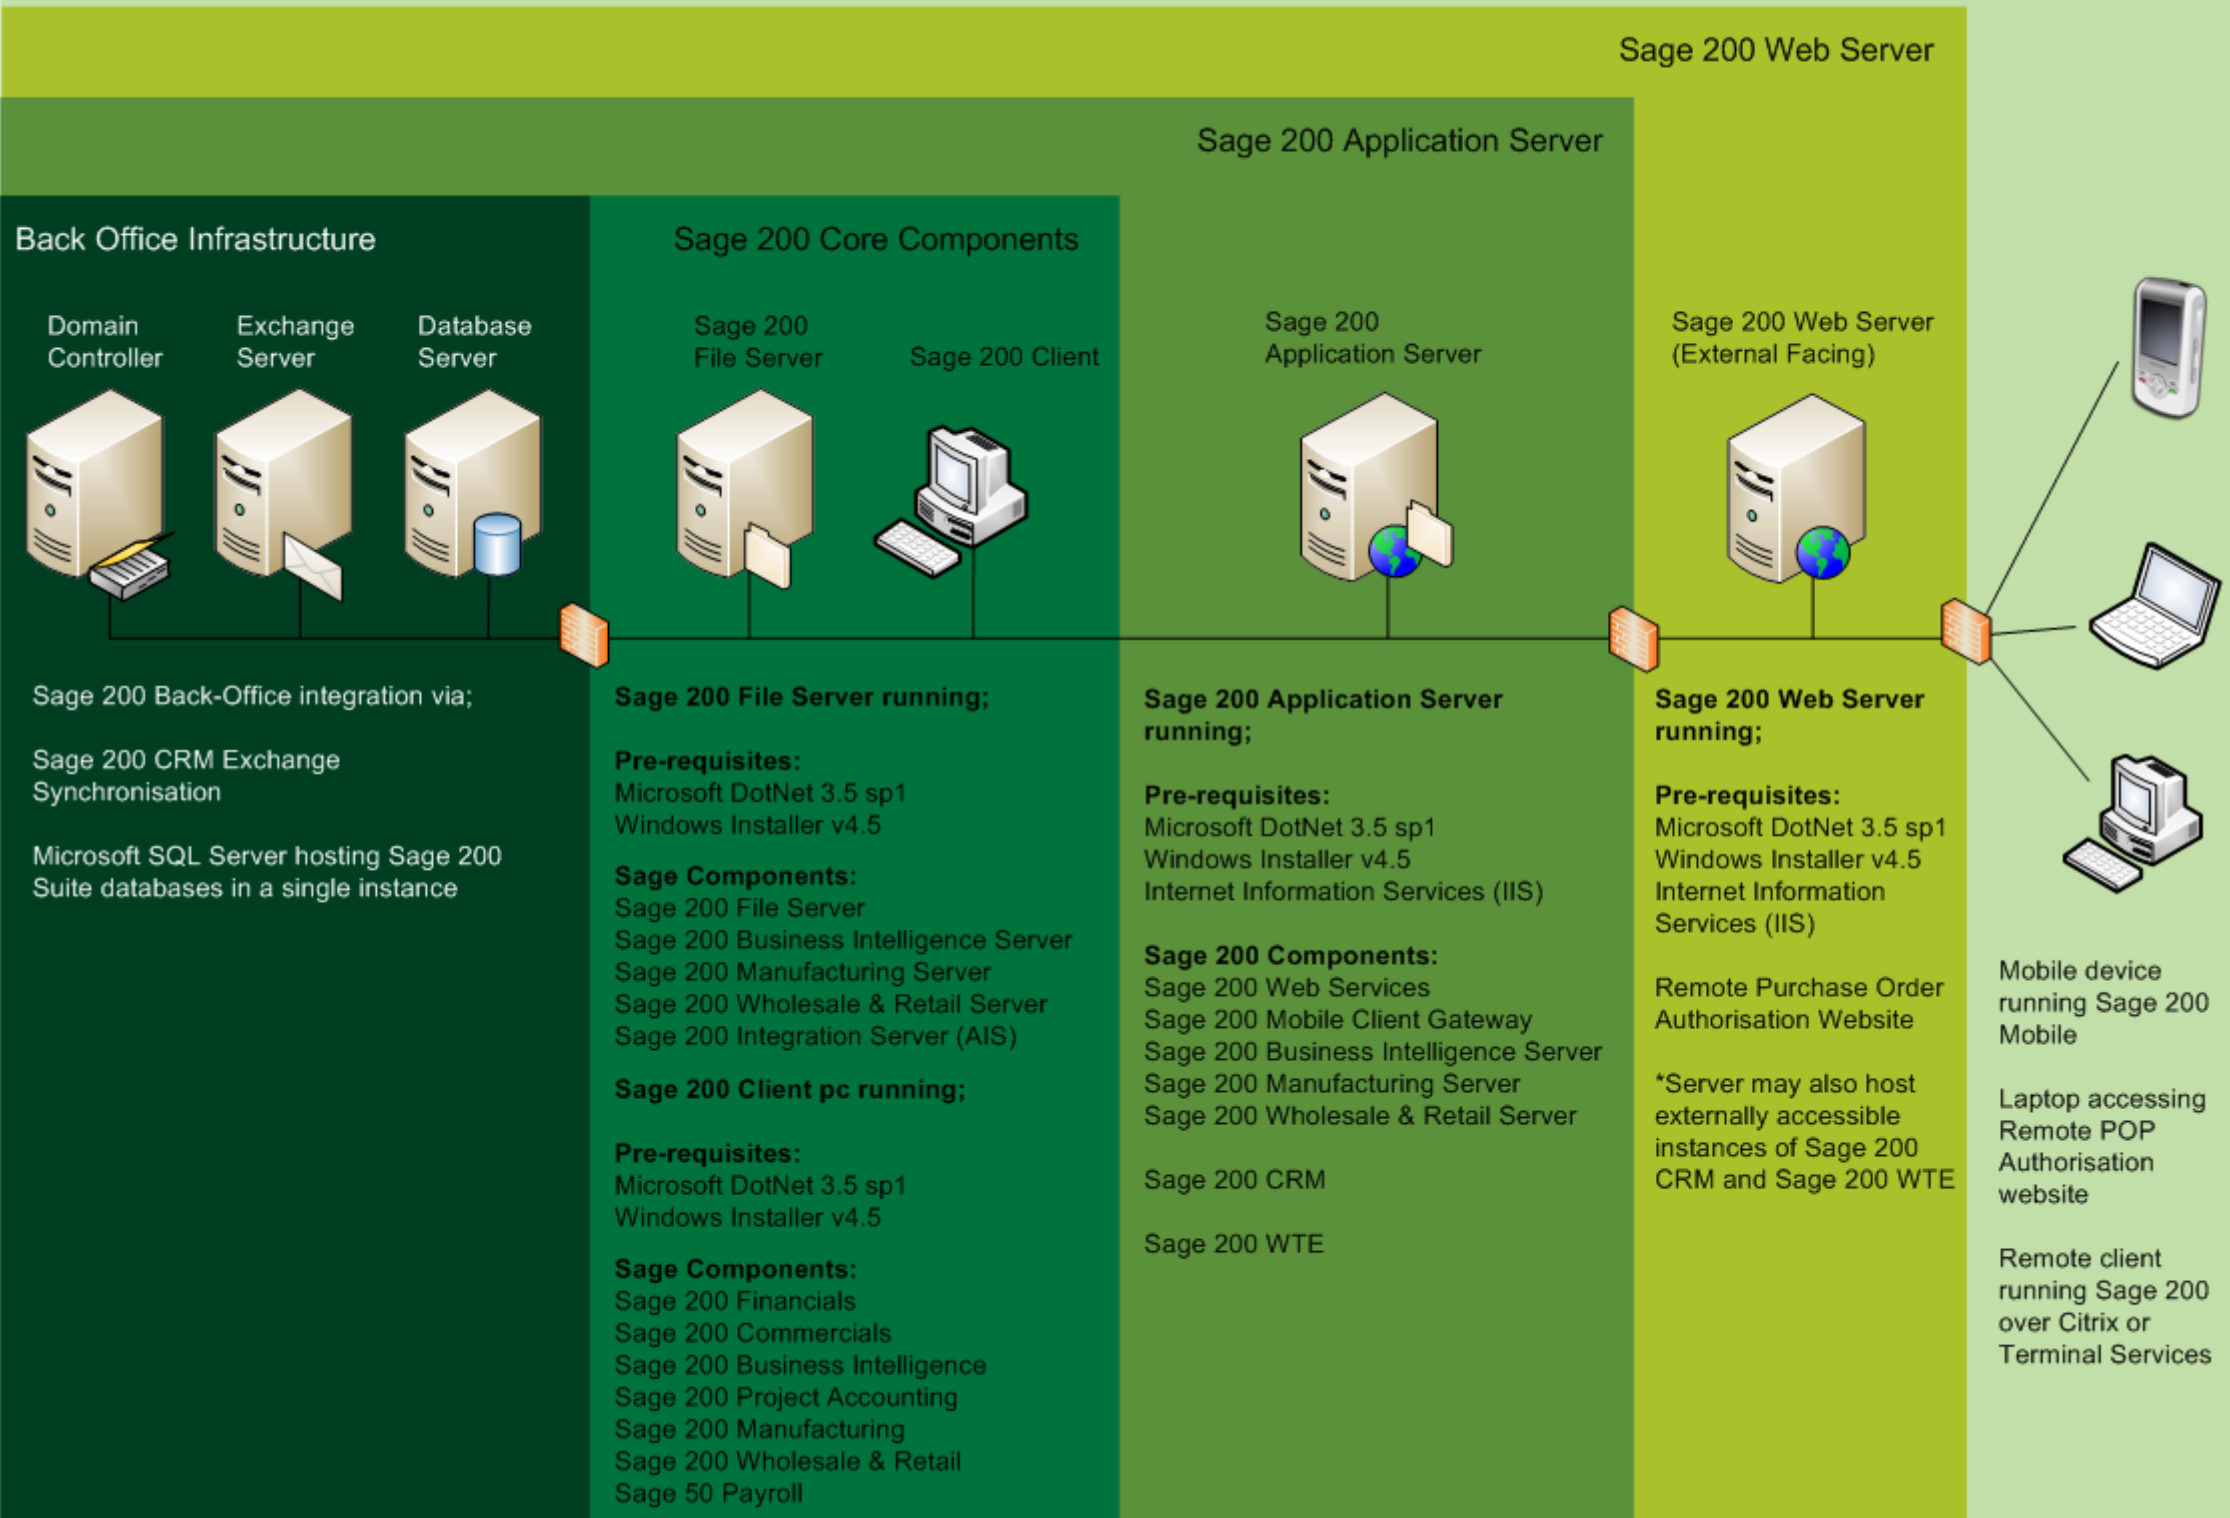 Sage 200 Web Server
Sage 200 Application Server
Back Office Infrastructure
Sage 200 Core Components
Domain
Controller
Exchange
Server
Database
Server
Sage 200
File Server
Sage 200 Client
Sage 200
Application Server
Sage 200 Web Server
(External Facing)
Sage 200 Back-Office integration via;
Sage 200 CRM Exchange
Synchronisation
Microsoft SQL Server hosting Sage 200
Suite databases in a single instance
Sage 200 File Server running;
Pre-requisites:
Microsoft DotNet 3.5 sp1
Windows Installer v4.5
Sage Components:
Sage 200 File Server
Sage 200 Business Intelligence Server
Sage 200 Manufacturing Server
Sage 200 Wholesale & Retail Server
Sage 200 Integration Server (AIS)
Sage 200 Client pc running;
Pre-requisites:
Microsoft DotNet 3.5 sp1
Windows Installer v4.5
Sage Components:
Sage 200 Financials
Sage 200 Commercials
Sage 200 Business Intelligence
Sage 200 Project Accounting
Sage 200 Manufacturing
Sage 200 Wholesale & Retail
Sage 50 Payroll
Sage 200 Application Server
running;
Pre-requisites:
Microsoft DotNet 3.5 sp1
Windows Installer v4.5
Internet Information Services (IIS)
Sage 200 Components:
Sage 200 Web Services
Sage 200 Mobile Client Gateway
Sage 200 Business Intelligence Server
Sage 200 Manufacturing Server
Sage 200 Wholesale & Retail Server
Sage 200 CRM
Sage 200 WTE
Sage 200 Web Server
running;
Pre-requisites:
Microsoft DotNet 3.5 sp1
Windows Installer v4.5
Internet Information
Services (IIS)
Remote Purchase Order
Authorisation Website
*Server may also host
externally accessible
instances of Sage 200
CRM and Sage 200 WTE
Mobile device
running Sage 200
Mobile
Laptop accessing
Remote POP
Authorisation
website
Remote client
running Sage 200
over Citrix or
Terminal Services